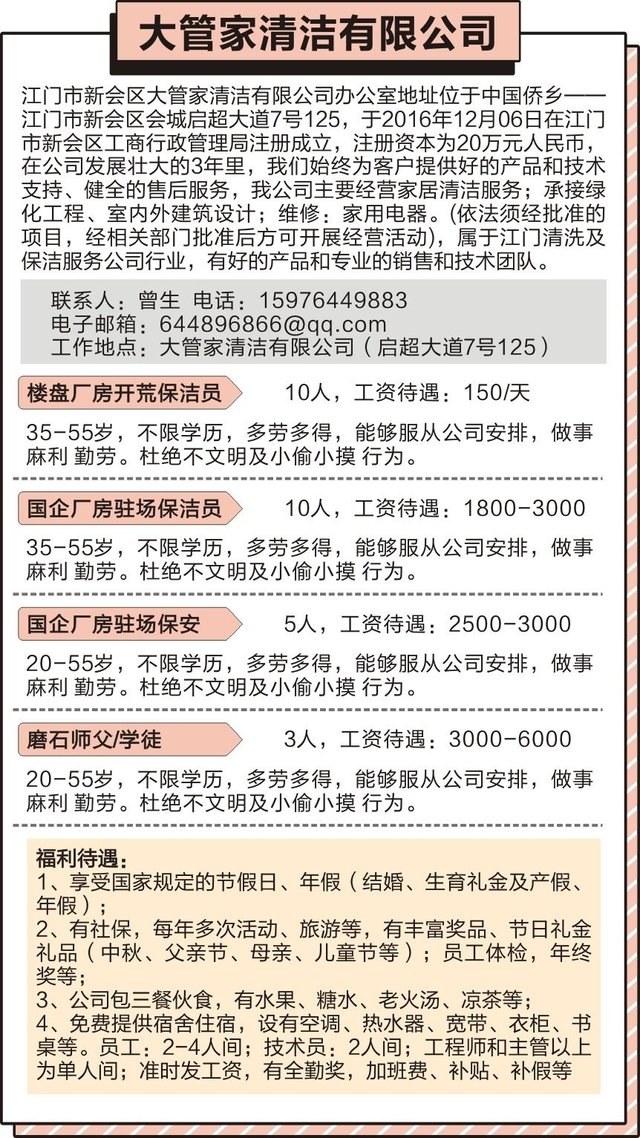 大管家清洁有限公司
江门市新会区大管家清洁有限公司办公室地址位于中国侨乡——
江门市新会区会城启超大道7号125，于2016年12月06日在江门
市新会区工商行政管理局注册成立，注册资本为20万元人民币，
在公司发展壮大的3年里，我们始终为客户提供好的产品和技术
支持、健全的售后服务，我公司主要经营家居清洁服务；承接绿
化工程、室内外建筑设计；维修：家用电器。(依法须经批准的
项目，经相关部门批准后方可开展经营活动)，属于江门清洗及
保洁服务公司行业，有好的产品和专业的销售和技术团队。
联系人：曾生 电话：15976449883
电子邮箱：644896866@qq.com
工作地点：大管家清洁有限公司（启超大道7号125）
楼盘厂房开荒保洁员 10人，工资待遇：150/天
35-55岁，不限学历，多劳多得，能够服从公司安排，做事
麻利 勤劳。杜绝不文明及小偷小摸 行为。
国企厂房驻场保洁员 10人，工资待遇：1800-3000
35-55岁，不限学历，多劳多得，能够服从公司安排，做事
麻利 勤劳。杜绝不文明及小偷小摸 行为。
国企厂房驻场保安 5人，工资待遇：2500-3000
20-55岁，不限学历，多劳多得，能够服从公司安排，做事
麻利 勤劳。杜绝不文明及小偷小摸 行为。
磨石师父/学徒 3人，工资待遇：3000-6000
20-55岁，不限学历，多劳多得，能够服从公司安排，做事
麻利 勤劳。杜绝不文明及小偷小摸 行为。
福利待遇：
1、享受国家规定的节假日、年假（结婚、生育礼金及产假、
年假）；
2、有社保，每年多次活动、旅游等，有丰富奖品、节日礼金
礼品（中秋、父亲节、母亲、儿童节等）；员工体检，年终
奖等；
3、公司包三餐伙食，有水果、糖水、老火汤、凉茶等；
4、免费提供宿舍住宿，设有空调、热水器、宽带、衣柜、书
桌等。员工：2-4人间；技术员：2人间；工程师和主管以上
为单人间；准时发工资，有全勤奖，加班费、补贴、补假等